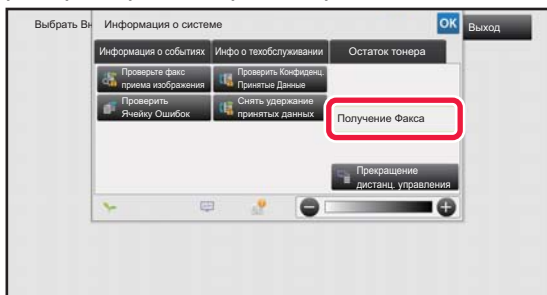 Выбрать Вн
Информация о системе
OK
Выход
Информация о событиях
Инфо о техобслуживании
Остаток тонера
Проверьте факс
приема изображения
Проверить Конфиденц.
Принятые Данные
Проверить
Ячейку Ошибок
Снять удержание
принятых данных
Получение Факса
Прекращение
дистанц. управления